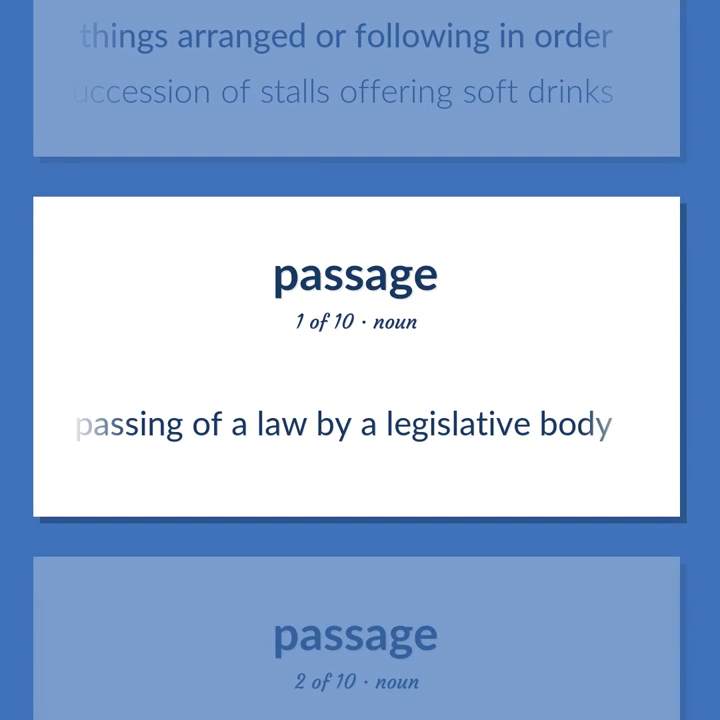 things arranged or following in order
uccession of stalls offering soft drinks
passage
1 of 10 · noun
passing of a law by a legislative body
passage
2 of 10 · noun